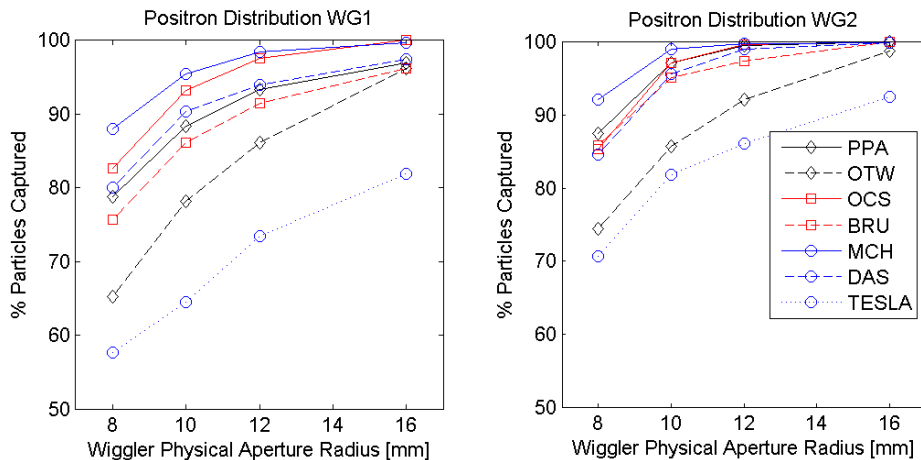 Positron Distribution WG1
100
90
80
70
60
50
8
10
12
14
16
% Particles Captured
Wiggler Physical Aperture Radius [mm]
Positron Distribution WG2
100
90
80
70
60
50
8
10
12
14
16
% Particles Captured
Wiggler Physical Aperture Radius [mm]
PPA
OTW
OCS
BRU
MCH
DAS
TESLA